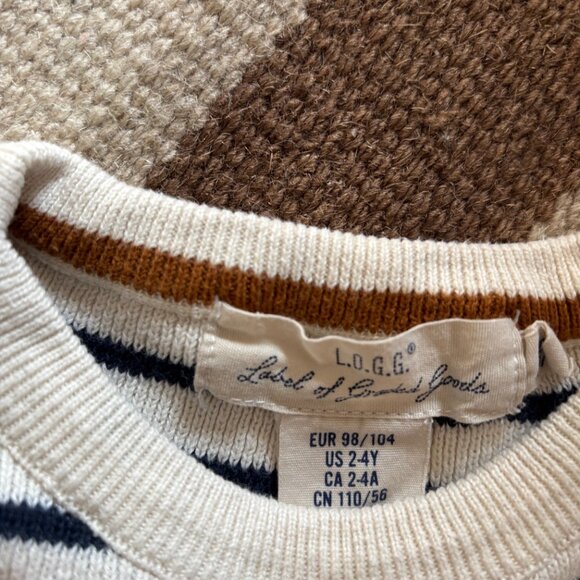 L.O.G.G.®
Label of Graded Goods
EUR 98/104
US 2-4Y
CA 2-4A
CN 110/56